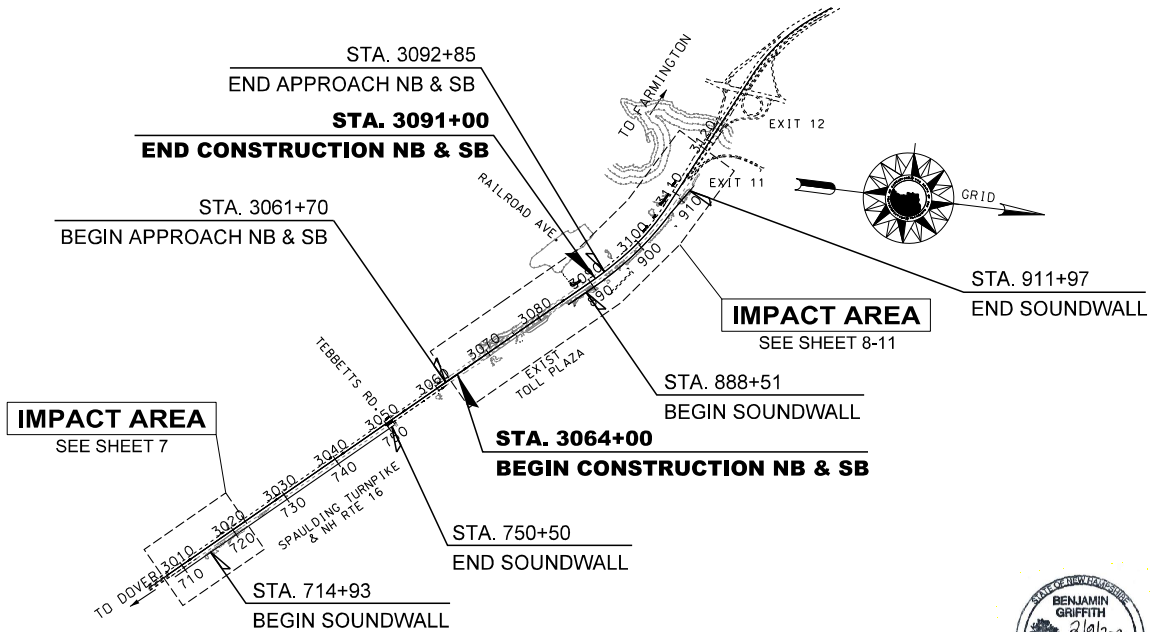 STA. 3092+85
END APPROACH NB & SB
STA. 3091+00
END CONSTRUCTION NB & SB
TO FARMINGTON
EXIT 12
3120
EXIT 11
3110
910
GRID
RAILROAD AVE.
STA. 3061+70
BEGIN APPROACH NB & SB
3100
900
3090
890
STA. 911+97
END SOUNDWALL
IMPACT AREA
SEE SHEET 8-11
3080
3070
EXIST
TOLL PLAZA
3060
STA. 888+51
BEGIN SOUNDWALL
TEBBETTS RD.
3050
STA. 3064+00
BEGIN CONSTRUCTION NB & SB
IMPACT AREA
SEE SHEET 7
3040
740
3030
730
SPAULDING TURNPIKE
& NH RTE 16
3020
720
STA. 750+50
END SOUNDWALL
3010
710
TO DOVER
STA. 714+93
BEGIN SOUNDWALL
STATE OF NEW HAMPSHIRE
BENJAMIN
GRIFFITH